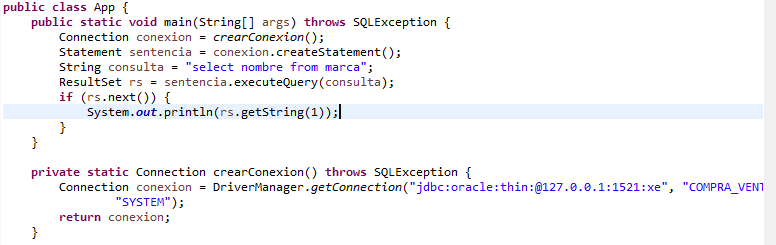 public class App {
    public static void main(String[] args) throws SQLException {
        Connection conexion = crearConexion();
        Statement sentencia = conexion.createStatement();
        String consulta = "select nombre from marca";
        ResultSet rs = sentencia.executeQuery(consulta);
        if (rs.next()) {
            System.out.println(rs.getString(1));
        }
    }
    private static Connection crearConexion() throws SQLException {
        Connection conexion = DriverManager.getConnection("jdbc:oracle:thin:@127.0.0.1:1521:xe", "COMPRA_VENT
                "SYSTEM");
        return conexion;
    }